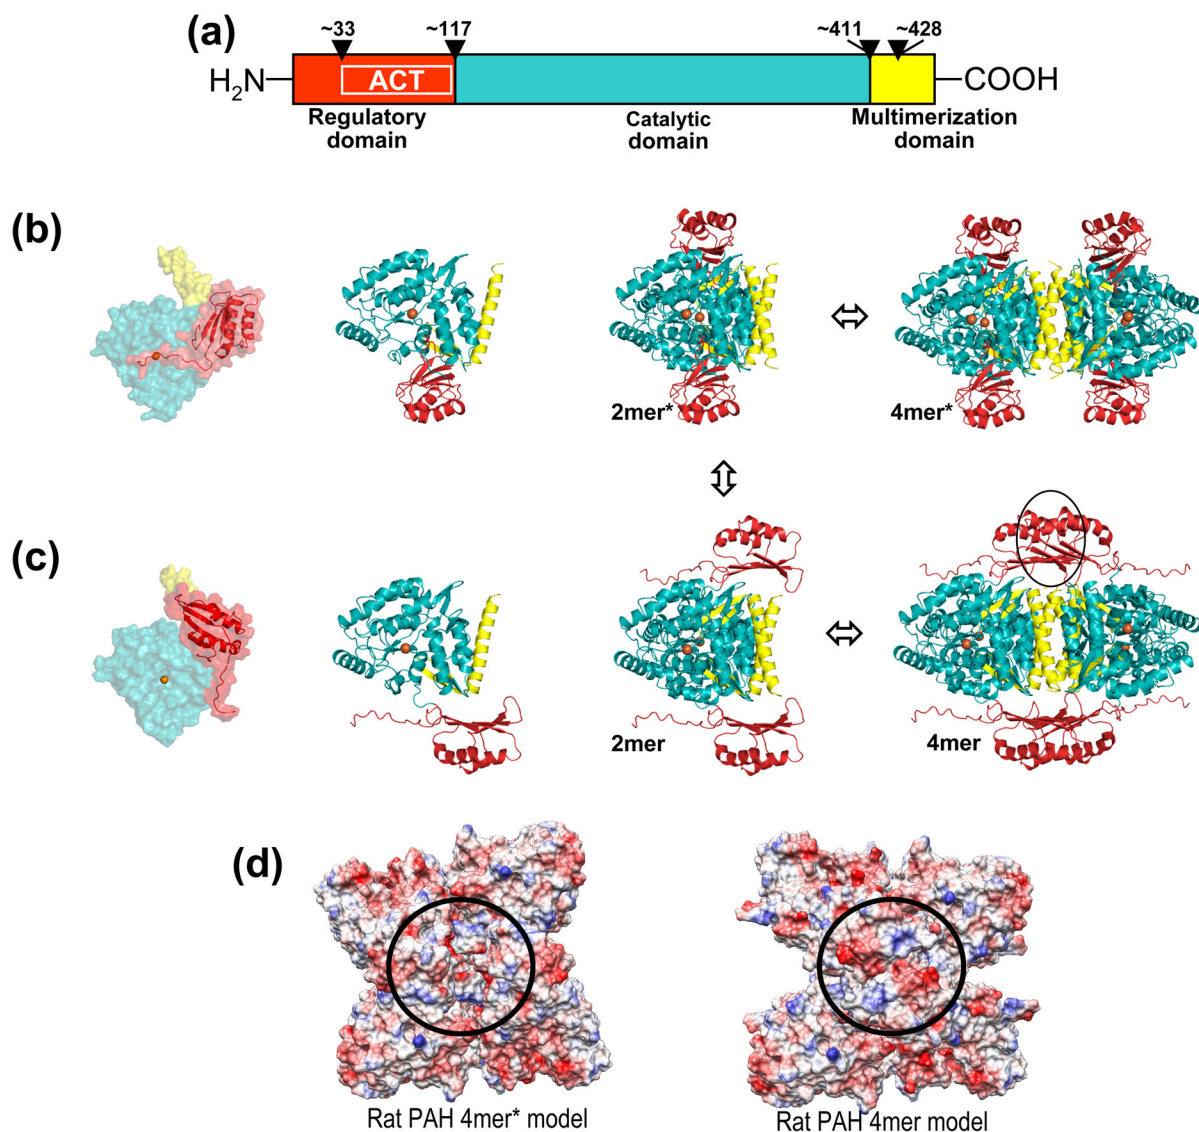 (a)
~33
~117
~411
~428
H₂N
ACT
COOH
Regulatory
domain
Catalytic
domain
Multimerization
domain
(b)
2mer*
4mer*
(c)
2mer
4mer
(d)
Rat PAH 4mer* model
Rat PAH 4mer model